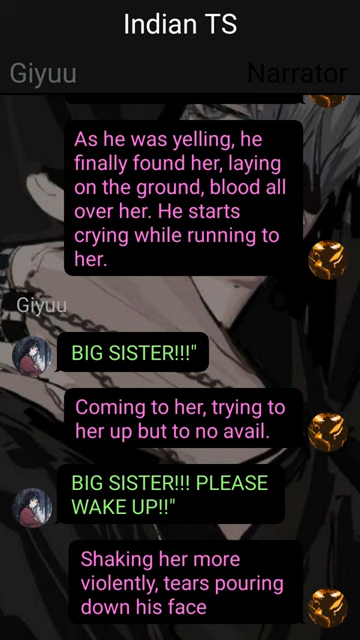 Indian TS
Giyuu Narrator
As he was yelling, he
finally found her, laying
on the ground, blood all
over her. He starts
crying while running to
her.
Giyuu
BIG SISTER!!!"
Coming to her, trying to
her up but to no avail.
BIG SISTER!!! PLEASE
WAKE UP!!"
Shaking her more
violently, tears pouring
down his face